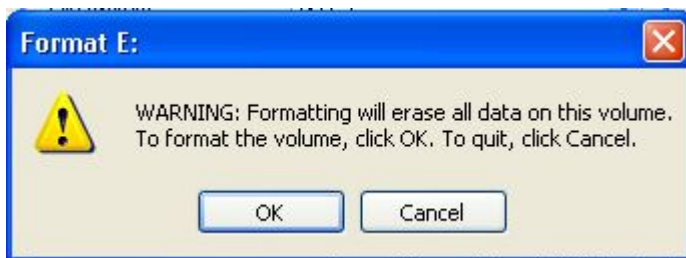 Format E:
WARNING: Formatting will erase all data on this volume.
To format the volume, click OK. To quit, click Cancel.
OK
Cancel